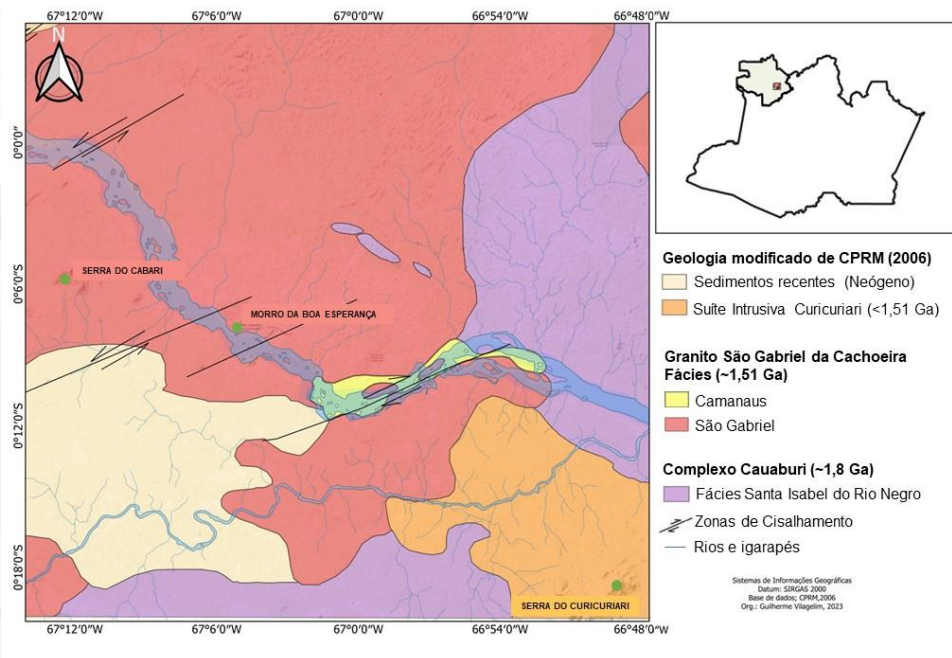 67°12'0"W 67°6'0"W 67°0'0"W 66°54'0"W 66°48'0"W
N
0°0'0"
0°6'0"S
0°12'0"S
0°18'0"S
SERRA DO CABARI
MORRO DA BOA ESPERANÇA
SERRA DO CURICURIARI
67°12'0"W 67°6'0"W 67°0'0"W 66°54'0"W 66°48'0"W
Geologia modificado de CPRM (2006)
Sedimentos recentes (Neógeno)
Suíte Intrusiva Curicuriari (<1,51 Ga)
Granito São Gabriel da Cachoeira
Fácies (~1,51 Ga)
Camanaus
São Gabriel
Complexo Cauaburi (~1,8 Ga)
Fácies Santa Isabel do Rio Negro
Zonas de Cisalhamento
Rios e igarapés
Sistemas de Informações Geográficas
Datum: SIRGAS 2000
Base de dados; CPRM,2006
Org.: Guilherme Vilagelim, 2023